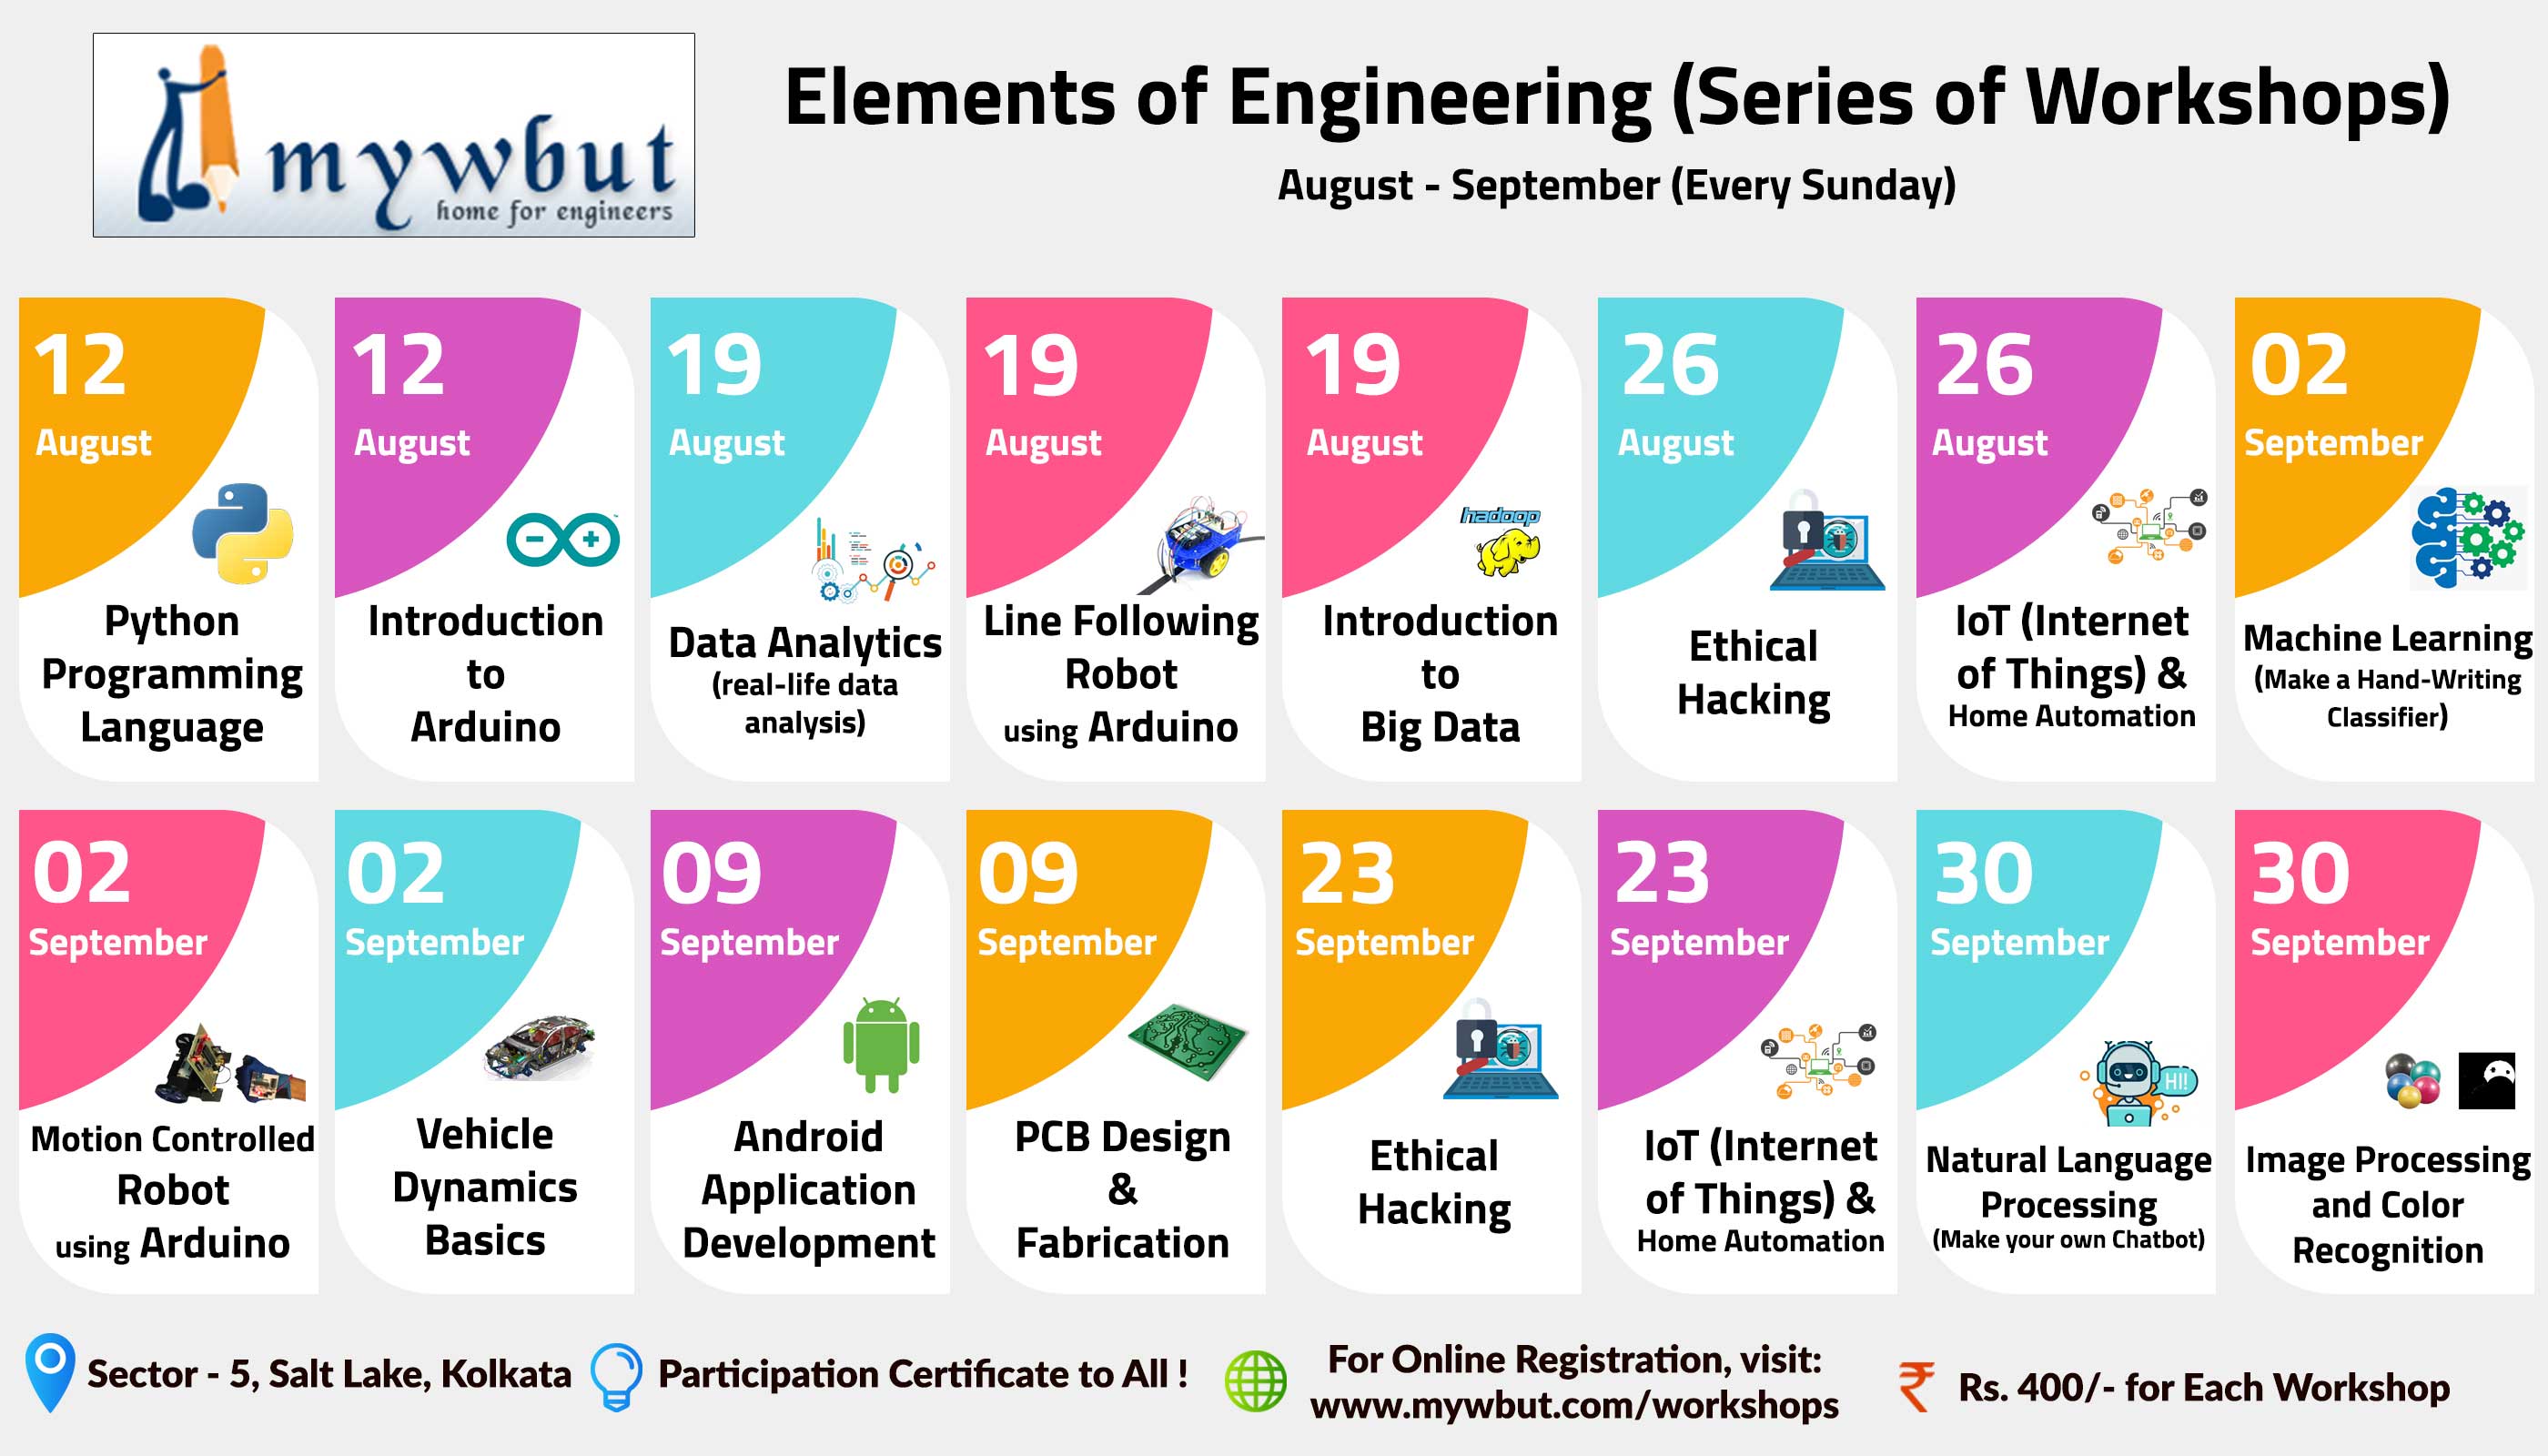 mywbut
home for engineers
Elements of Engineering (Series of Workshops)
August - September (Every Sunday)
12
August
Python
Programming
Language
12
August
Introduction
to
Arduino
19
August
Data Analytics
(real-life data
analysis)
19
August
Line Following
Robot
using Arduino
19
August
hadoop
Introduction
to
Big Data
26
August
Ethical
Hacking
26
August
IoT (Internet
of Things) &
Home Automation
02
September
Machine Learning
(Make a Hand-Writing
Classifier)
02
September
Motion Controlled
Robot
using Arduino
02
September
Vehicle
Dynamics
Basics
09
September
Android
Application
Development
09
September
PCB Design
&
Fabrication
23
September
Ethical
Hacking
23
September
IoT (Internet
of Things) &
Home Automation
30
September
HI!
Natural Language
Processing
(Make your own Chatbot)
30
September
Image Processing
and Color
Recognition
Sector - 5, Salt Lake, Kolkata
Participation Certificate to All !
For Online Registration, visit:
www.mywbut.com/workshops
₹ Rs. 400/- for Each Workshop